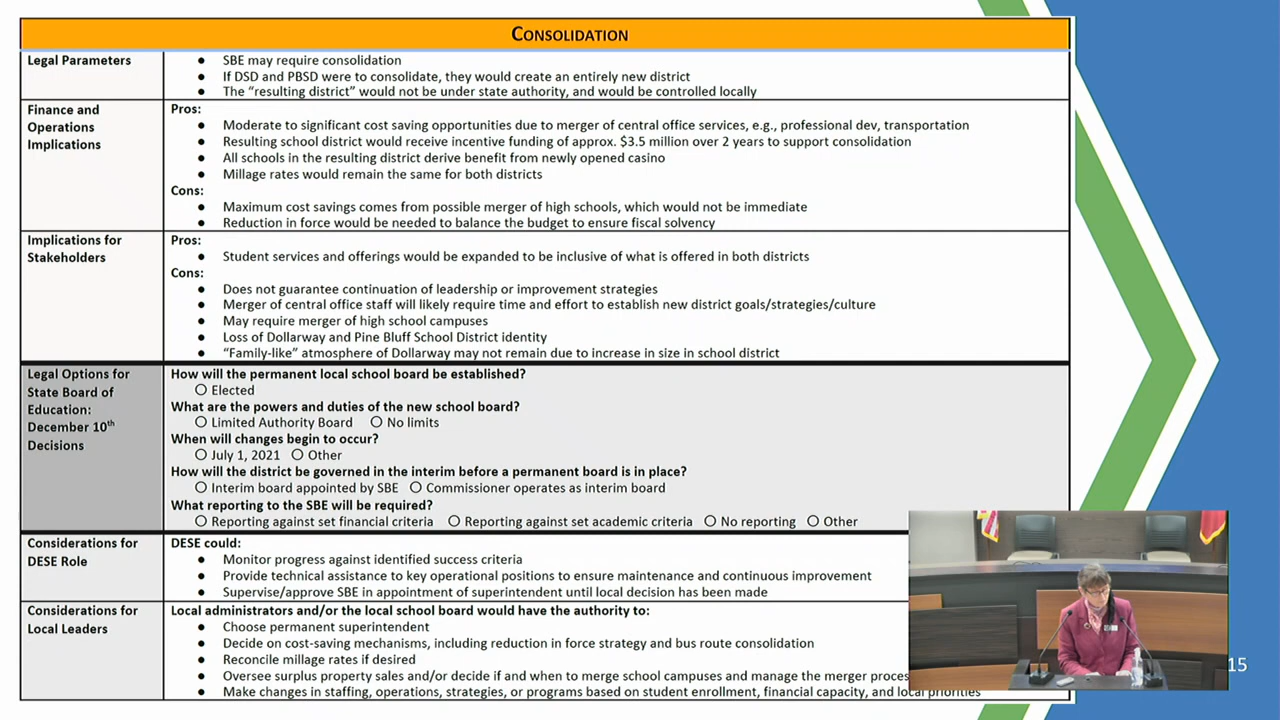 CONSOLIDATION
Legal Parameters
● SBE may require consolidation
● If DSD and PBSD were to consolidate, they would create an entirely new district
● The “resulting district” would not be under state authority, and would be controlled locally
Finance and
Operations
Implications
Pros:
● Moderate to significant cost saving opportunities due to merger of central office services, e.g., professional dev, transportation
● Resulting school district would receive incentive funding of approx. $3.5 million over 2 years to support consolidation
● All schools in the resulting district derive benefit from newly opened casino
● Millage rates would remain the same for both districts
Cons:
● Maximum cost savings comes from possible merger of high schools, which would not be immediate
● Reduction in force would be needed to balance the budget to ensure fiscal solvency
Implications for
Stakeholders
Pros:
● Student services and offerings would be expanded to be inclusive of what is offered in both districts
Cons:
● Does not guarantee continuation of leadership or improvement strategies
● Merger of central office staff will likely require time and effort to establish new district goals/strategies/culture
● May require merger of high school campuses
● Loss of Dollarway and Pine Bluff School District identity
● “Family-like” atmosphere of Dollarway may not remain due to increase in size in school district
Legal Options for
State Board of
Education:
December 10th
Decisions
How will the permanent local school board be established?
○ Elected
What are the powers and duties of the new school board?
○ Limited Authority Board ○ No limits
When will changes begin to occur?
○ July 1, 2021 ○ Other
How will the district be governed in the interim before a permanent board is in place?
○ Interim board appointed by SBE ○ Commissioner operates as interim board
What reporting to the SBE will be required?
○ Reporting against set financial criteria ○ Reporting against set academic criteria ○ No reporting ○ Other
Considerations for
DESE Role
DESE could:
● Monitor progress against identified success criteria
● Provide technical assistance to key operational positions to ensure maintenance and continuous improvement
● Supervise/approve SBE in appointment of superintendent until local decision has been made
Considerations for
Local Leaders
Local administrators and/or the local school board would have the authority to:
● Choose permanent superintendent
● Decide on cost-saving mechanisms, including reduction in force strategy and bus route consolidation
● Reconcile millage rates if desired
● Oversee surplus property sales and/or decide if and when to merge school campuses and manage the merger proces
● Make changes in staffing, operations, strategies, or programs based on student enrollment, financial capacity, and local priorities
15